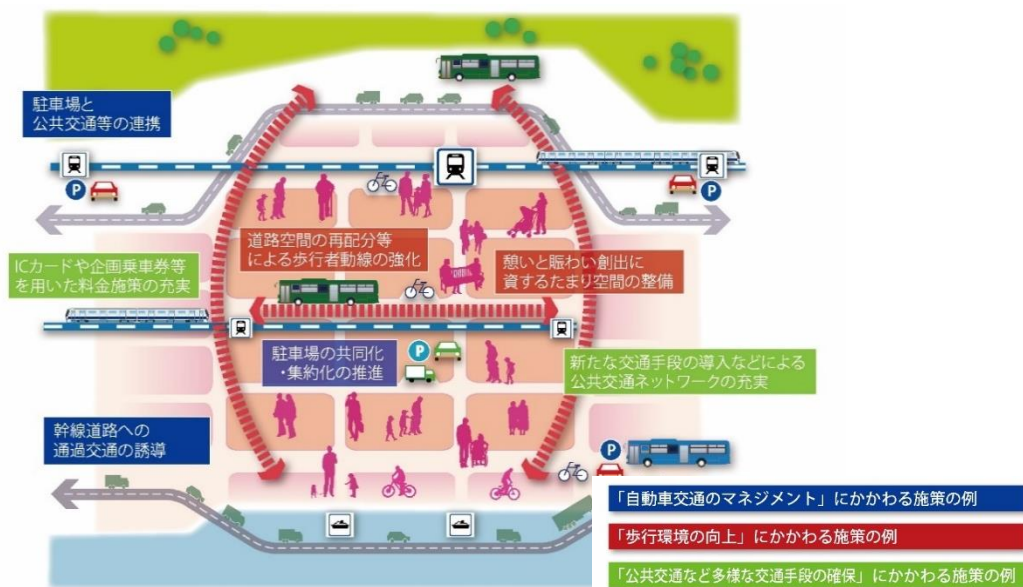 駐車場と
公共交通等の連携
P
P
道路空間の再配分等
による歩行者動線の強化
憩いと賑わい創出に
資するたまり空間の整備
ICカードや企画乗車券等
を用いた料金施策の充実
駐車場の共同化
・集約化の推進
P
新たな交通手段の導入などによる
公共交通ネットワークの充実
幹線道路への
通過交通の誘導
P
「自動車交通のマネジメント」にかかわる施策の例
「歩行環境の向上」にかかわる施策の例
「公共交通など多様な交通手段の確保」にかかわる施策の例